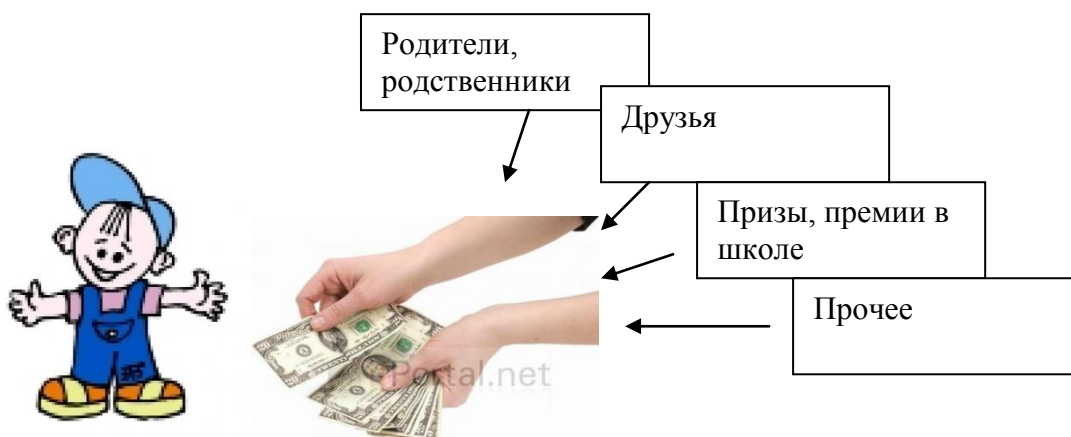 Родители,
родственники
Друзья
Призы, премии в
школе
Прочее
Portal.net